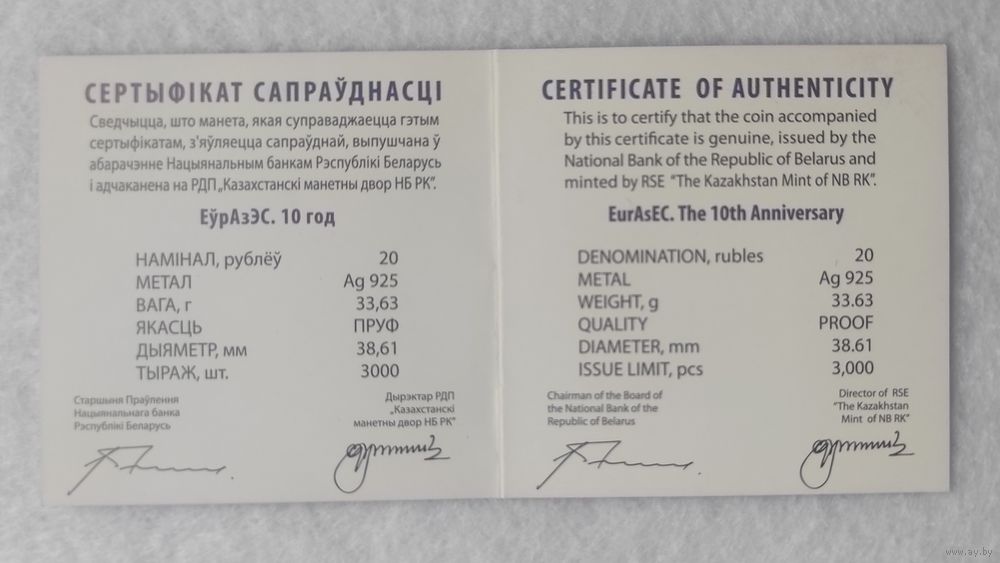 СЕРТЫФІКАТ САПРАЎДНАСЦІ
Сведчыцца, што манета, якая суправаджаецца гэтым
сертыфікатам, з'яўляецца сапраўднай, выпушчана ў
абарачэнне Нацыянальным банкам Рэспублікі Беларусь
і адчаканена на РДП „Казахстанскі манетны двор НБ РК”.
ЕўрАзЭС. 10 год
НАМІНАЛ, рублёў 20
МЕТАЛ Ag 925
ВАГА, г 33,63
ЯКАСЦЬ ПРУФ
ДЫЯМЕТР, мм 38,61
ТЫРАЖ, шт. 3000
Старшыня Праўлення
Нацыянальнага банка
Рэспублікі Беларусь
Дырэктар РДП
„Казахстанскі
манетны двор НБ РК”
CERTIFICATE OF AUTHENTICITY
This is to certify that the coin accompanied
by this certificate is genuine, issued by the
National Bank of the Republic of Belarus and
minted by RSE “The Kazakhstan Mint of NB RK”.
EurAsEC. The 10th Anniversary
DENOMINATION, rubles 20
METAL Ag 925
WEIGHT, g 33.63
QUALITY PROOF
DIAMETER, mm 38.61
ISSUE LIMIT, pcs 3,000
Chairman of the Board of
the National Bank of the
Republic of Belarus
Director of RSE
“The Kazakhstan
Mint of NB RK”
www.ay.by